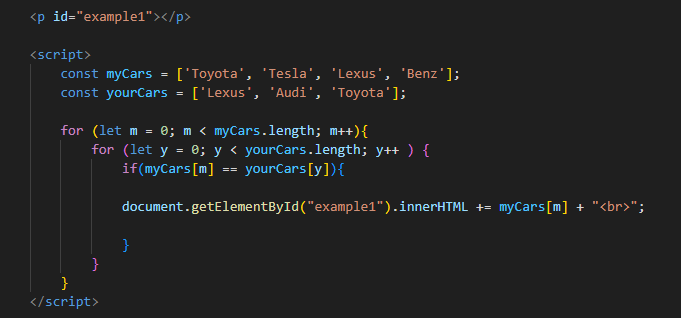 <p id="example1"></p>
<script>
const myCars = ['Toyota', 'Tesla', 'Lexus', 'Benz'];
const yourCars = ['Lexus', 'Audi', 'Toyota'];
for (let m = 0; m < myCars.length; m++){
for (let y = 0; y < yourCars.length; y++ ) {
if(myCars[m] == yourCars[y]){
document.getElementById("example1").innerHTML += myCars[m] + "<br>";
}
}
}
</script>